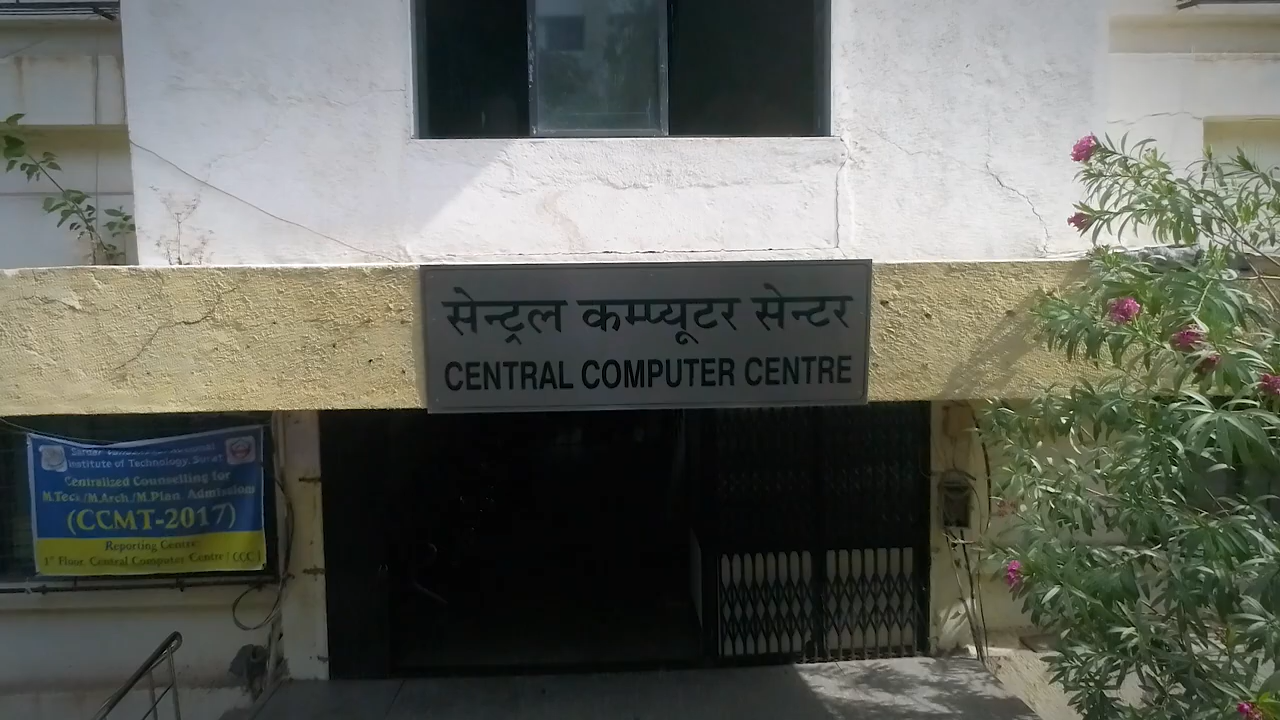 सेन्ट्रल कम्प्यूटर सेन्टर
CENTRAL COMPUTER CENTRE
Institute of Technology, Surat
Centralized Counselling for
M.Tech./M.Arch./M.Plan Admissions
(CCMT-2017)
Reporting Centre
1st Floor, Central Computer Centre ( CCC )